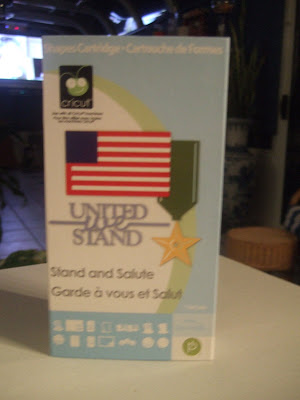 Shapes Cartridge • Cartouche de Formes
cricut
UNITED
we
STAND
Stand and Salute
Garde à vous et Salut